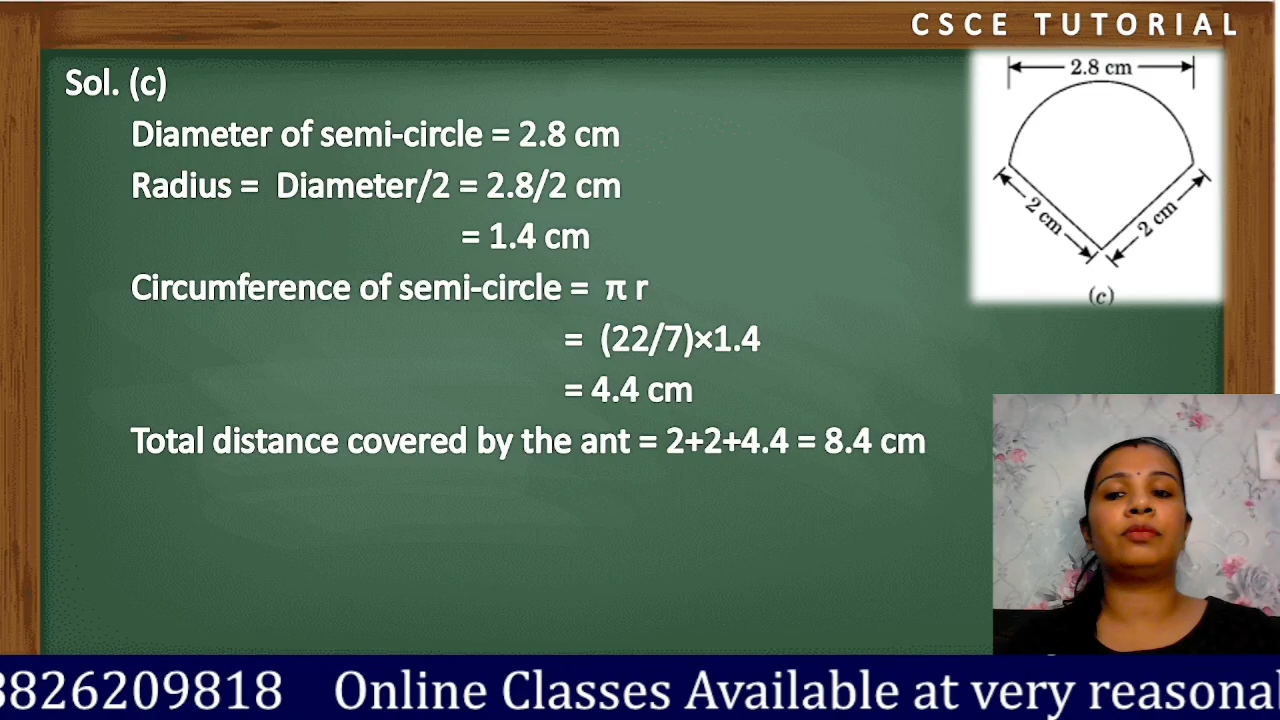 CSCE TUTORIAL
Sol. (c)
Diameter of semi-circle = 2.8 cm
Radius = Diameter/2 = 2.8/2 cm
= 1.4 cm
Circumference of semi-circle = π r
= (22/7)×1.4
= 4.4 cm
Total distance covered by the ant = 2+2+4.4 = 8.4 cm
2.8 cm
2 cm
2 cm
(c)
8826209818 Online Classes Available at very reasona